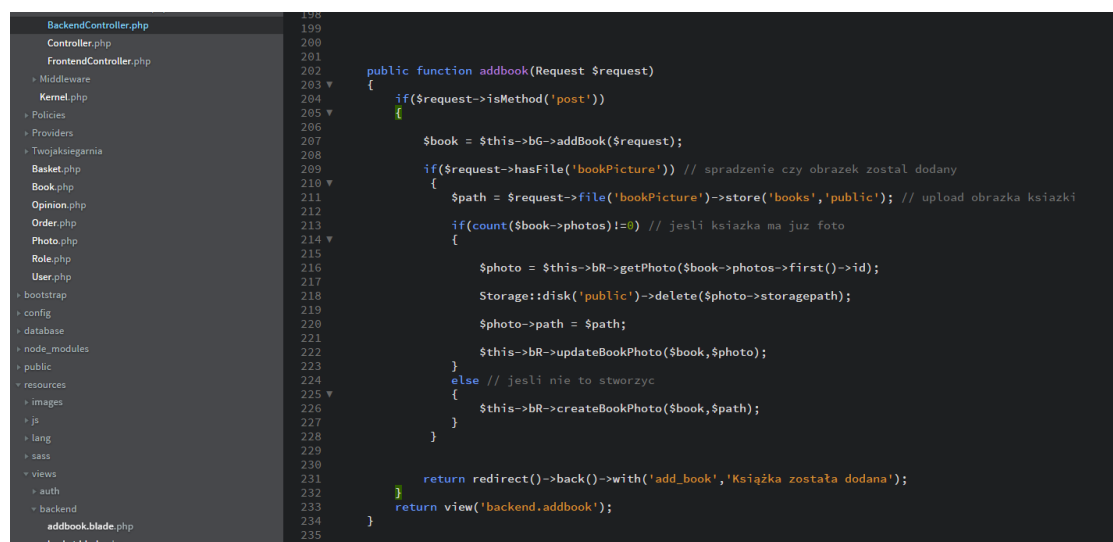 BackendController.php
Controller.php
FrontendController.php
Middleware
Kernel.php
Policies
Providers
Twojaksiegarnia
Basket.php
Book.php
Opinion.php
Order.php
Photo.php
Role.php
User.php
bootstrap
config
database
node_modules
public
resources
images
js
lang
sass
views
auth
backend
addbook.blade.php
198
199
200
201
202 public function addbook(Request $request)
203 {
204 if($request->isMethod('post'))
205 {
206
207 $book = $this->bG->addBook($request);
208
209 if($request->hasFile('bookPicture')) // spradzenie czy obrazek zostal dodany
210 {
211 $path = $request->file('bookPicture')->store('books','public'); // upload obrazka ksiazki
212
213 if(count($book->photos)!=0) // jesli ksiazka ma juz foto
214 {
215
216 $photo = $this->bR->getPhoto($book->photos->first()->id);
217
218 Storage::disk('public')->delete($photo->storagepath);
219
220 $photo->path = $path;
221
222 $this->bR->updateBookPhoto($book,$photo);
223 }
224 else // jesli nie to stworzyc
225 {
226 $this->bR->createBookPhoto($book,$path);
227 }
228 }
229
230
231 return redirect()->back()->with('add_book','Książka została dodana');
232 }
233 return view('backend.addbook');
234 }
235